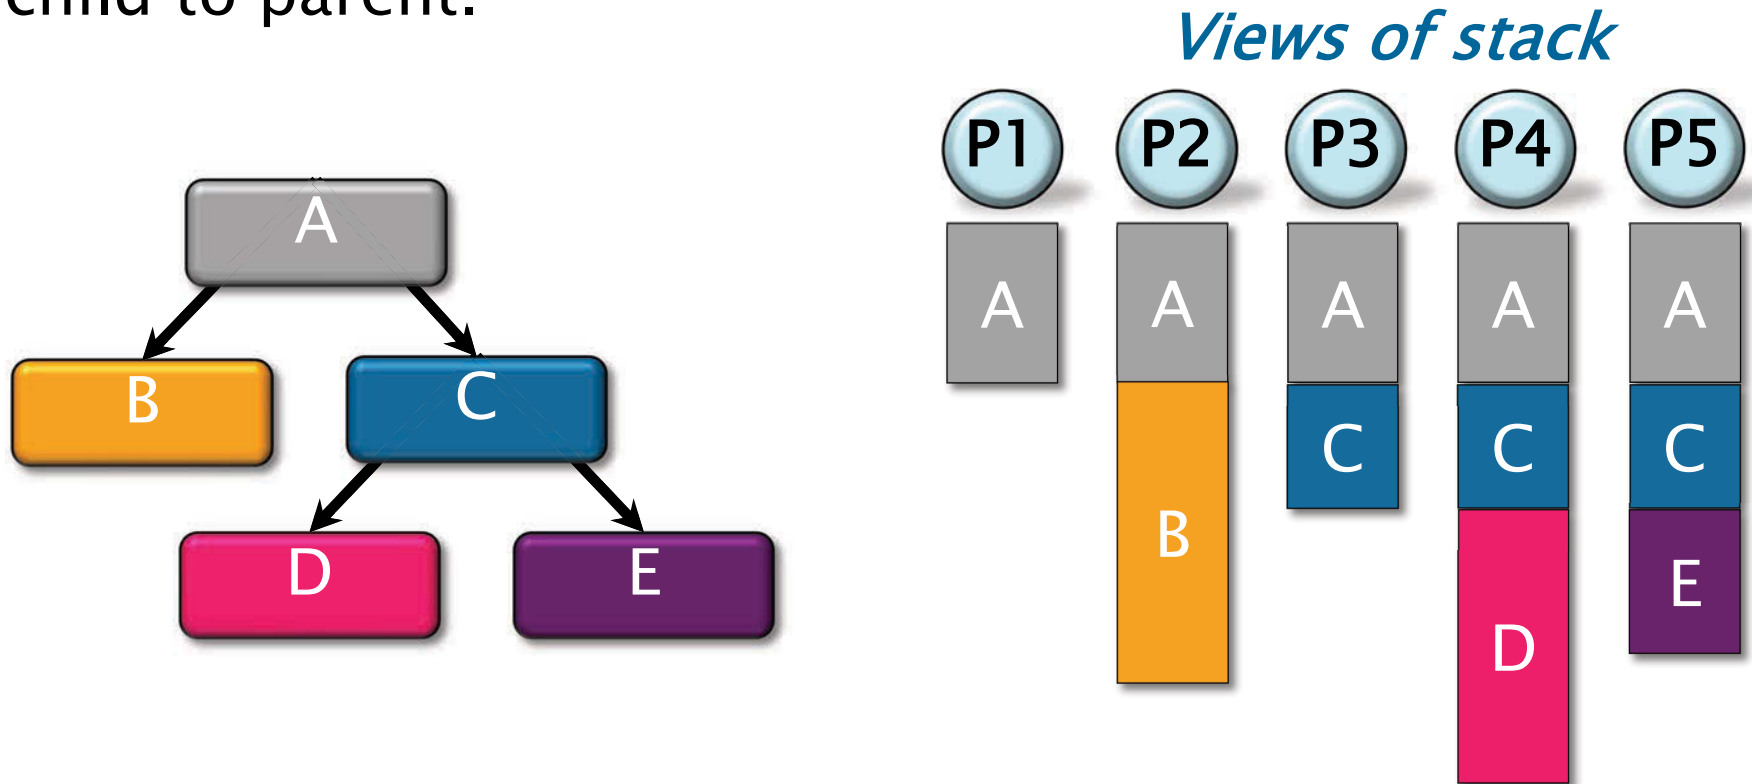 child to parent.
Views of stack
P1 P2 P3 P4 P5
A
B C
D E
A A A A A
C C C
B
E
D